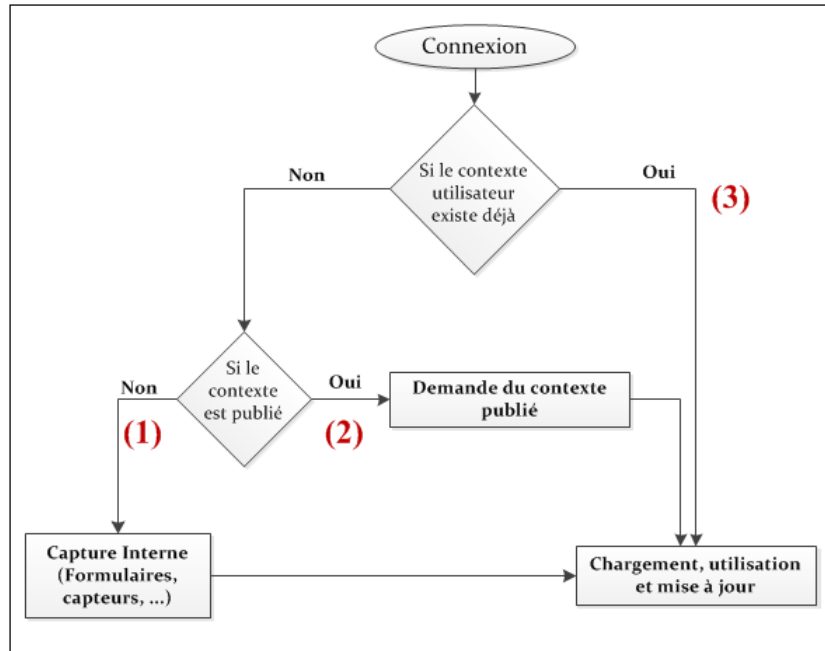 Connexion
Si le contexte
utilisateur
existe déjà
Non
Oui
(3)
Si le
contexte
est publié
Non
(1)
Oui
(2)
Demande du contexte
publié
Capture Interne
(Formulaires,
capteurs, ...)
Chargement, utilisation
et mise à jour